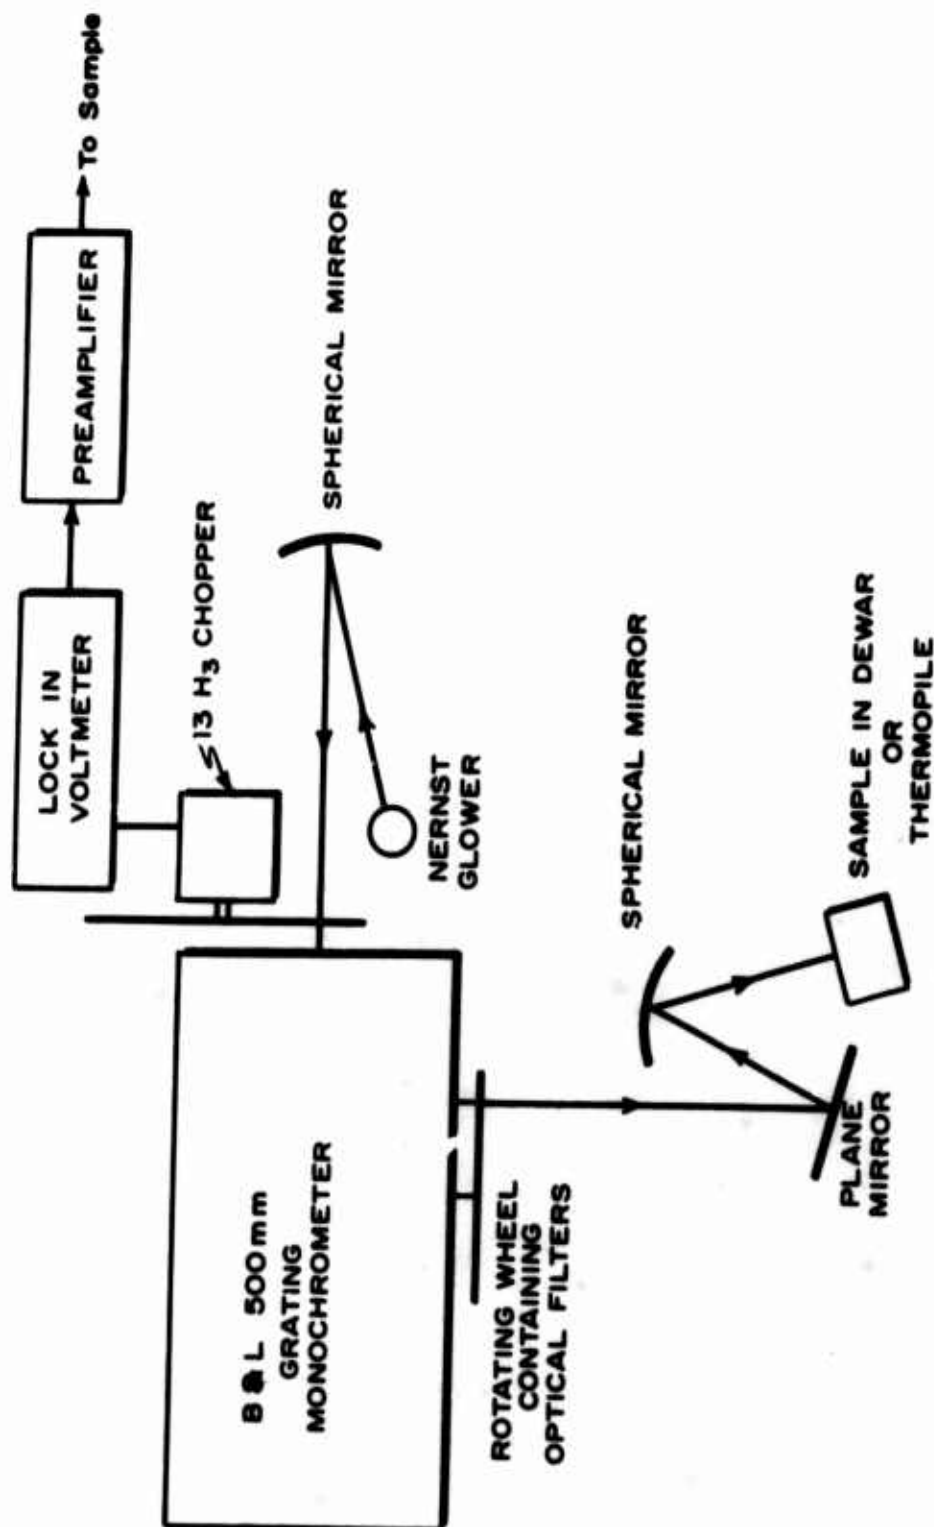 LOCK IN
VOLTMETER
PREAMPLIFIER
To Sample
≤13 H3 CHOPPER
SPHERICAL MIRROR
NERNST
GLOWER
B&L 500mm
GRATING
MONOCHROMETER
ROTATING WHEEL
CONTAINING
OPTICAL FILTERS
SPHERICAL MIRROR
PLANE
MIRROR
SAMPLE IN DEWAR
OR
THERMOPILE